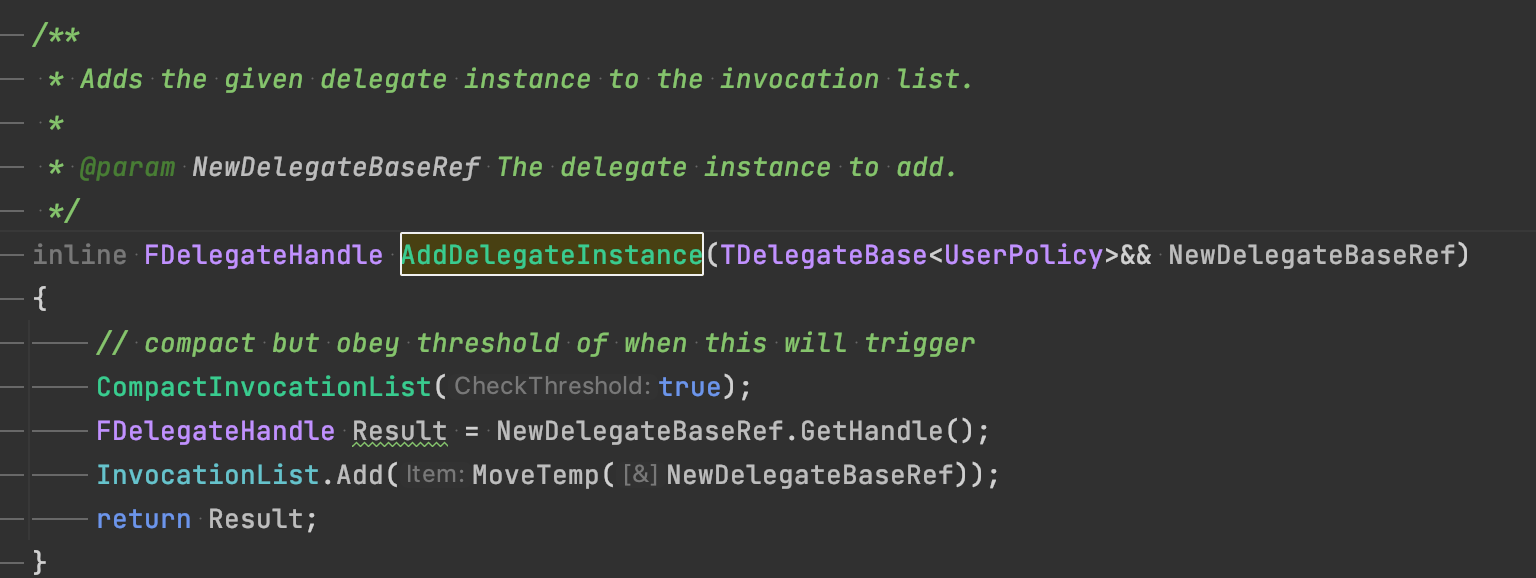 /**
 * Adds the given delegate instance to the invocation list.
 *
 * @param NewDelegateBaseRef The delegate instance to add.
 */
inline FDelegateHandle AddDelegateInstance(TDelegateBase<UserPolicy>&& NewDelegateBaseRef)
{
	// compact but obey threshold of when this will trigger
	CompactInvocationList(CheckThreshold: true);
	FDelegateHandle Result = NewDelegateBaseRef.GetHandle();
	InvocationList.Add(Item: MoveTemp([&] NewDelegateBaseRef));
	return Result;
}